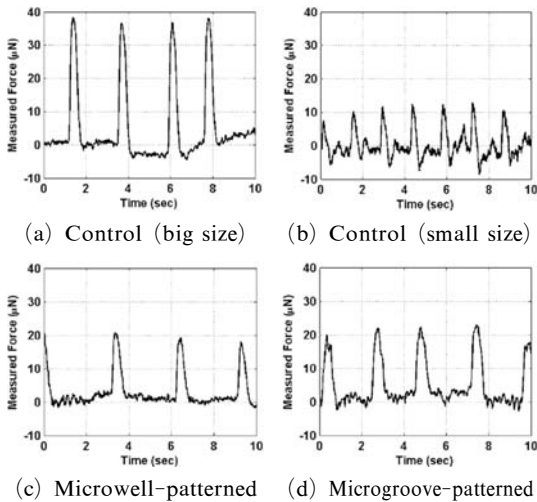 40
30
20
10
0
-10
Measured Force (µN)
0 2 4 6 8 10
Time (sec)
(a) Control (big size)
40
30
20
10
0
-10
Measured Force (µN)
0 2 4 6 8 10
Time (sec)
(b) Control (small size)
40
30
20
10
0
-10
Measured Force (µN)
0 2 4 6 8 10
Time (sec)
(c) Microwell-patterned
40
30
20
10
0
-10
Measured Force (µN)
0 2 4 6 8 10
Time (sec)
(d) Microgroove-patterned